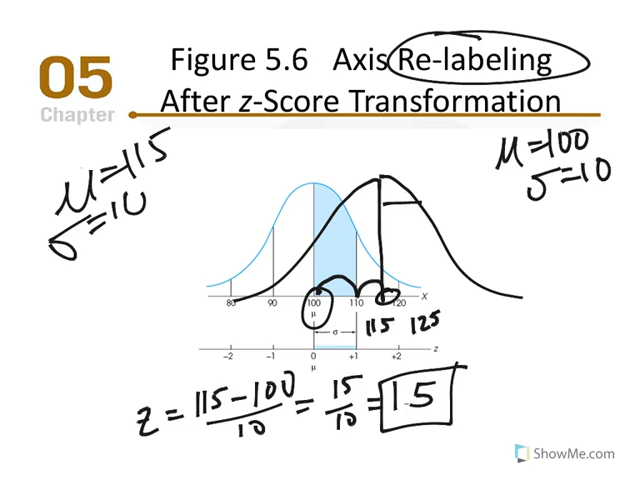 05
Chapter
Figure 5.6 Axis Re-labeling
After z-Score Transformation
μ=115
σ=10
μ=100
σ=10
80 90 100 110 120 X
μ
115 125
σ
-2 -1 0 +1 +2 z
μ
z = 115-100/10 = 15/10 = 1.5
ShowMe.com